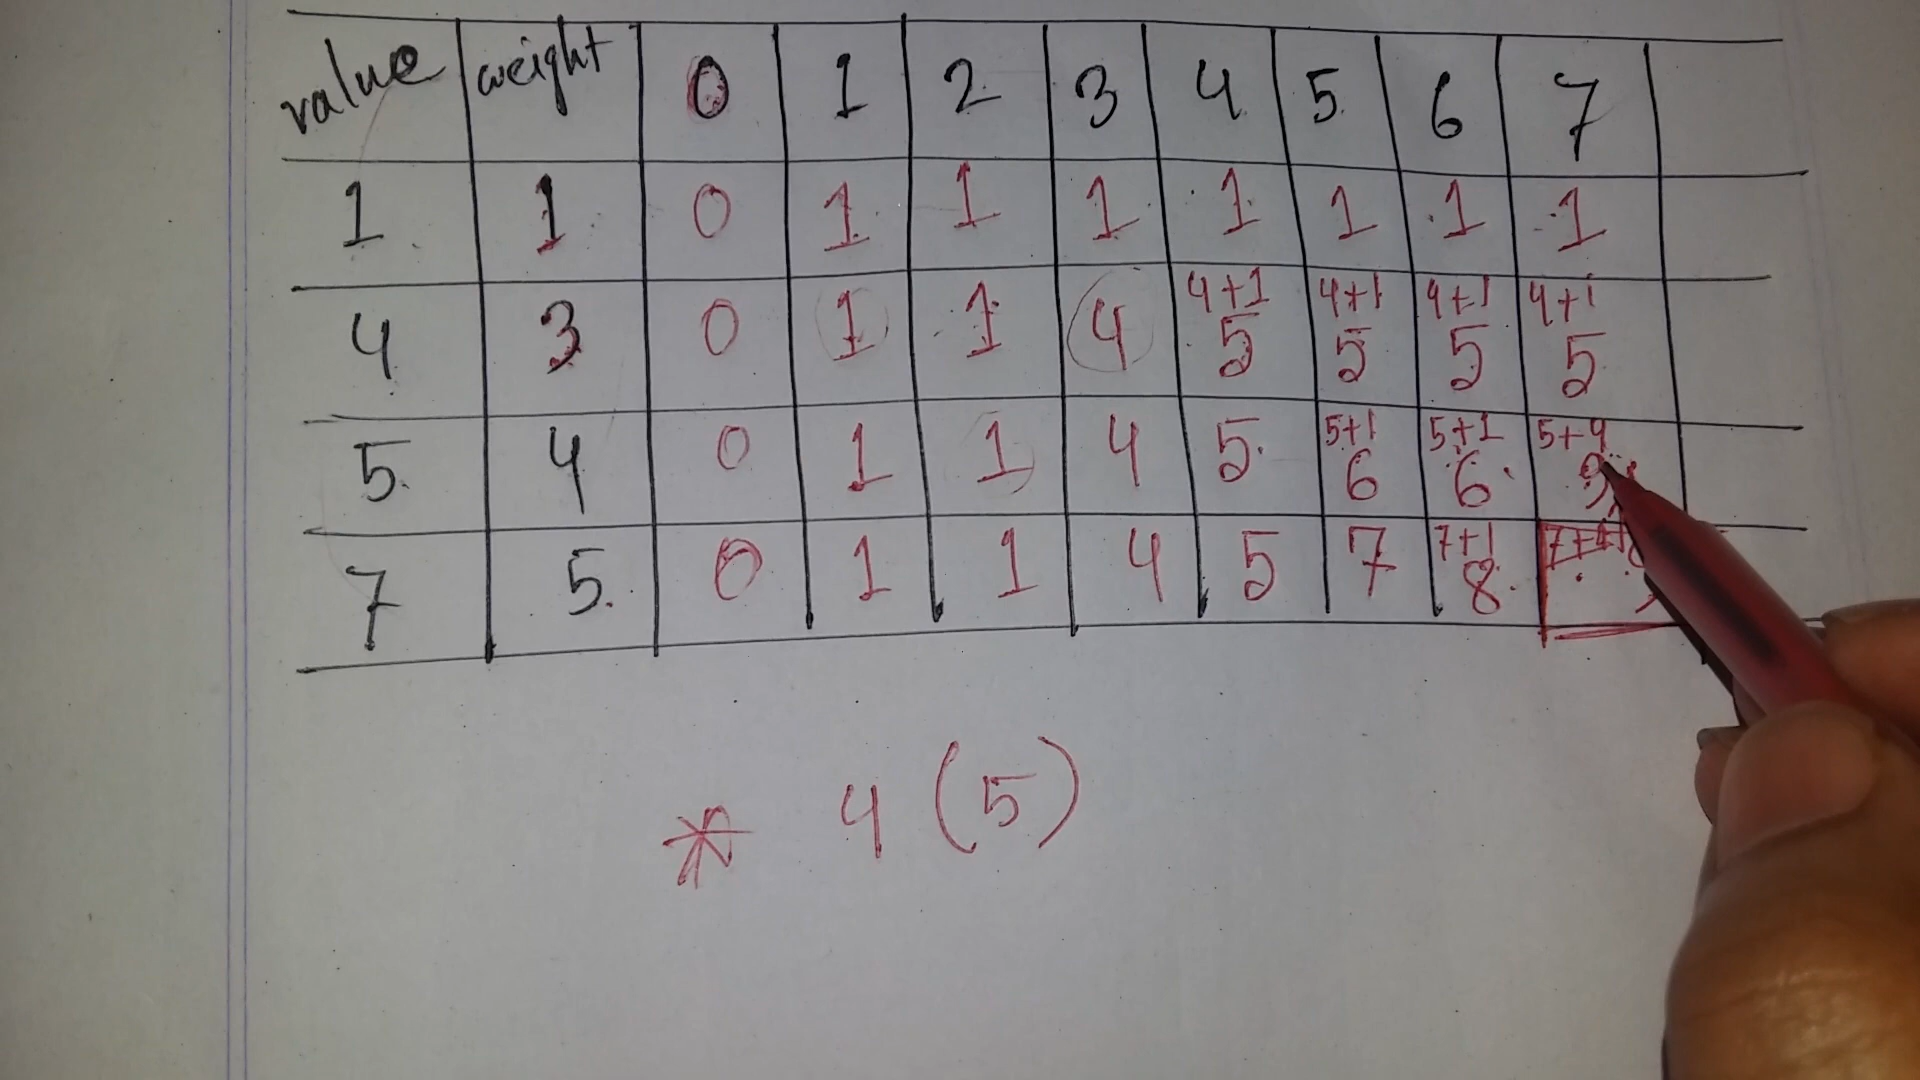 value weight 0 1 2 3 4 5 6 7
1 1 0 1 1 1 1 1 1 1
4+1 4+1 4+1 4+1
4 3 0 1 1 4 5 5 5 5
5+1 5+1 5+4
5 4 0 1 1 4 5 6 6 9
7+1
7 5 0 1 1 4 5 7 8
* 4 (5)